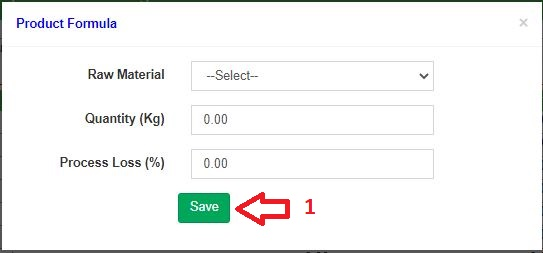 Product Formula ×
Raw Material --Select--
Quantity (Kg) 0.00
Process Loss (%) 0.00
Save 1